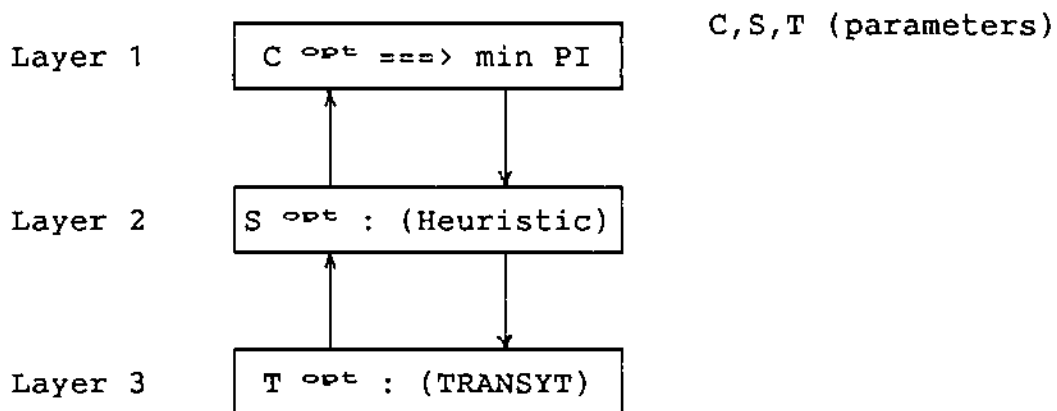 C,S,T (parameters)
Layer 1 C opt ===> min PI
Layer 2 S opt : (Heuristic)
Layer 3 T opt : (TRANSYT)